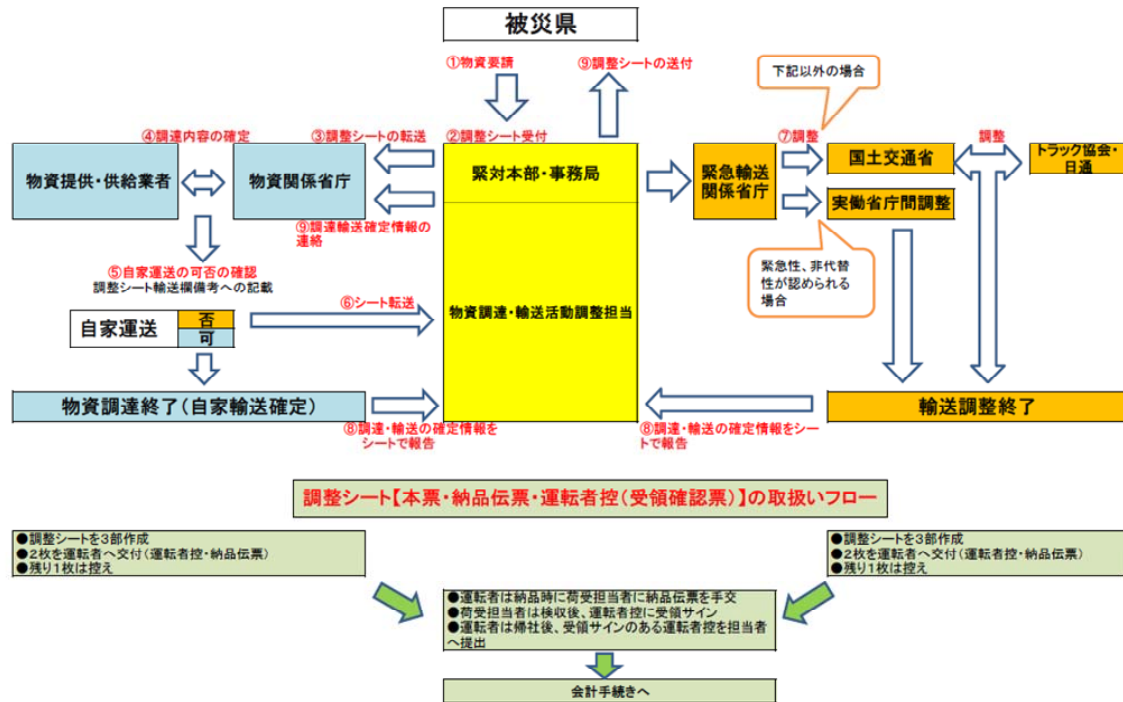 被災県
①物資要請
⑨調整シートの送付
下記以外の場合
④調達内容の確定
③調整シートの転送
②調整シート受付
⑦調整
調整
物資提供・供給業者
物資関係省庁
緊対本部・事務局
緊急輸送
関係省庁
国土交通省
トラック協会・
日通
実働省庁間調整
⑨調達輸送確定情報の
連絡
⑤自家運送の可否の確認
調整シート輸送欄備考への記載
緊急性、非代替
性が認められる
場合
⑥シート転送
物資調達・輸送活動調整担当
自家運送
否
可
物資調達終了(自家輸送確定)
輸送調整終了
⑧調達・輸送の確定情報を
シートで報告
⑧調達・輸送の確定情報をシー
トで報告
調整シート【本票・納品伝票・運転者控(受領確認票)】の取扱いフロー
●調整シートを3部作成
●2枚を運転者へ交付(運転者控・納品伝票)
●残り1枚は控え
●調整シートを3部作成
●2枚を運転者へ交付(運転者控・納品伝票)
●残り1枚は控え
●運転者は納品時に荷受担当者に納品伝票を手交
●荷受担当者は検収後、運転者控に受領サイン
●運転者は帰社後、受領サインのある運転者控を担当者
へ提出
会計手続きへ